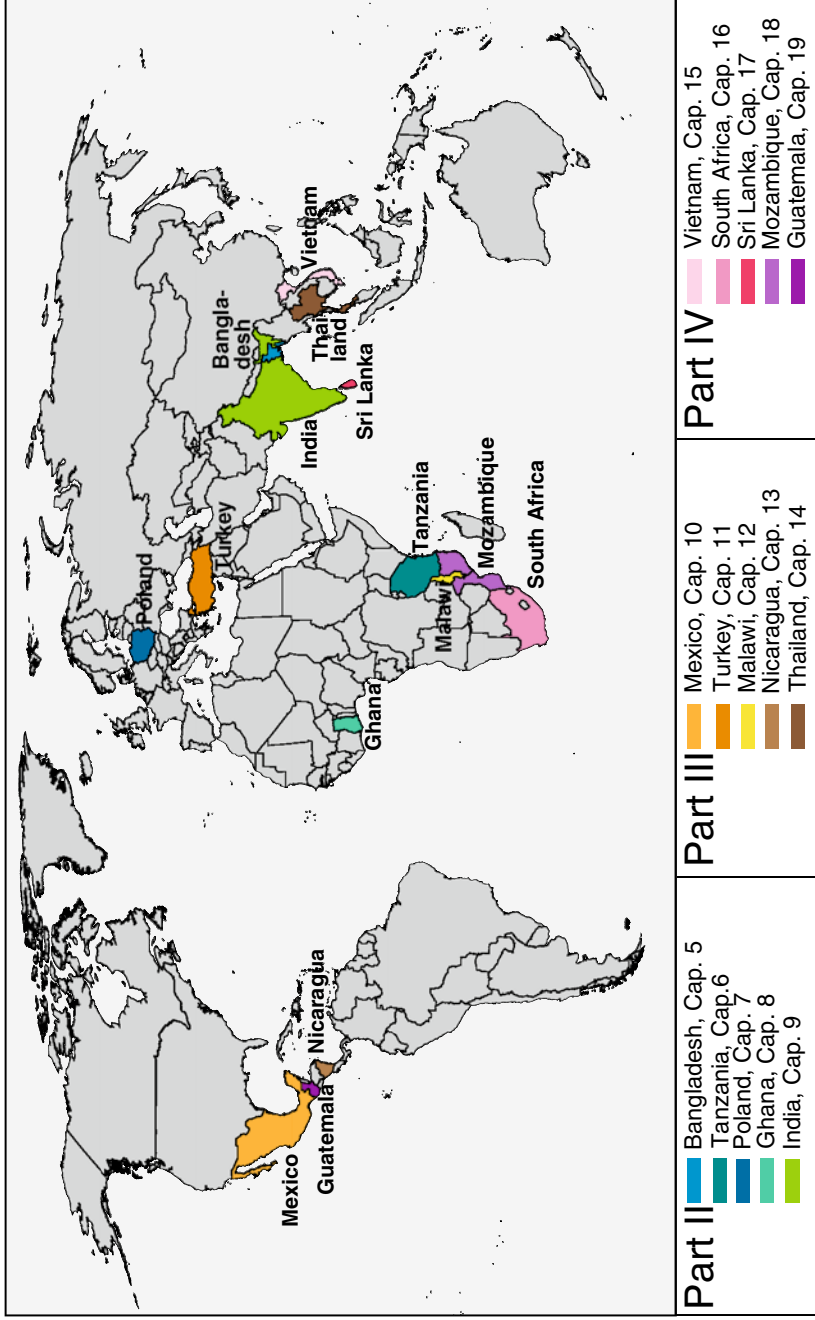 Poland
Turkey
Bangla-
desh
Vietnam
Thai
land
India
Sri Lanka
Mexico
Guatemala
Nicaragua
Ghana
Tanzania
Malawi
Mozambique
South Africa
Part II
Bangladesh, Cap. 5
Tanzania, Cap.6
Poland, Cap. 7
Ghana, Cap. 8
India, Cap. 9
Part III
Mexico, Cap. 10
Turkey, Cap. 11
Malawi, Cap. 12
Nicaragua, Cap. 13
Thailand, Cap. 14
Part IV
Vietnam, Cap. 15
South Africa, Cap. 16
Sri Lanka, Cap. 17
Mozambique, Cap. 18
Guatemala, Cap. 19